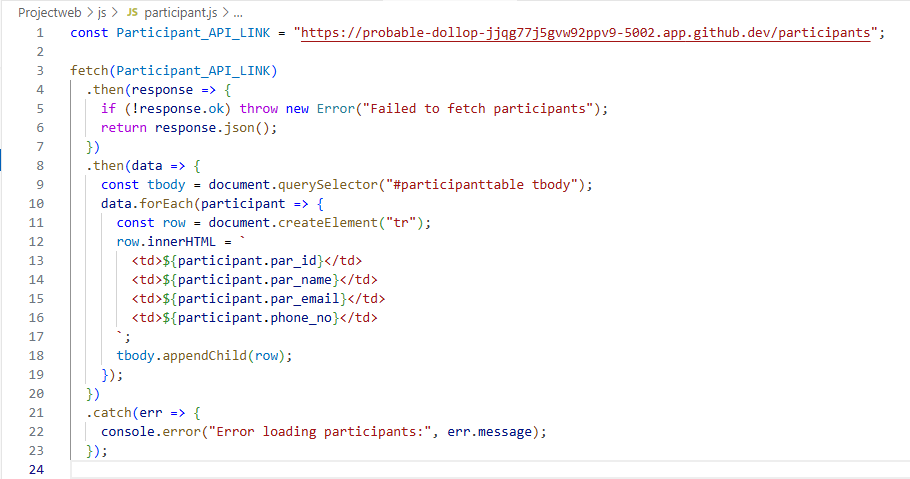 Projectweb > js > JS participant.js > ...
1 const Participant_API_LINK = "https://probable-dollop-jjqg77j5gvw92ppv9-5002.app.github.dev/participants";
2
3 fetch(Participant_API_LINK)
4   .then(response => {
5     if (!response.ok) throw new Error("Failed to fetch participants");
6     return response.json();
7   })
8   .then(data => {
9     const tbody = document.querySelector("#participanttable tbody");
10     data.forEach(participant => {
11       const row = document.createElement("tr");
12       row.innerHTML = `
13         <td>${participant.par_id}</td>
14         <td>${participant.par_name}</td>
15         <td>${participant.par_email}</td>
16         <td>${participant.phone_no}</td>
17       `;
18       tbody.appendChild(row);
19     });
20   })
21   .catch(err => {
22     console.error("Error loading participants:", err.message);
23   });
24